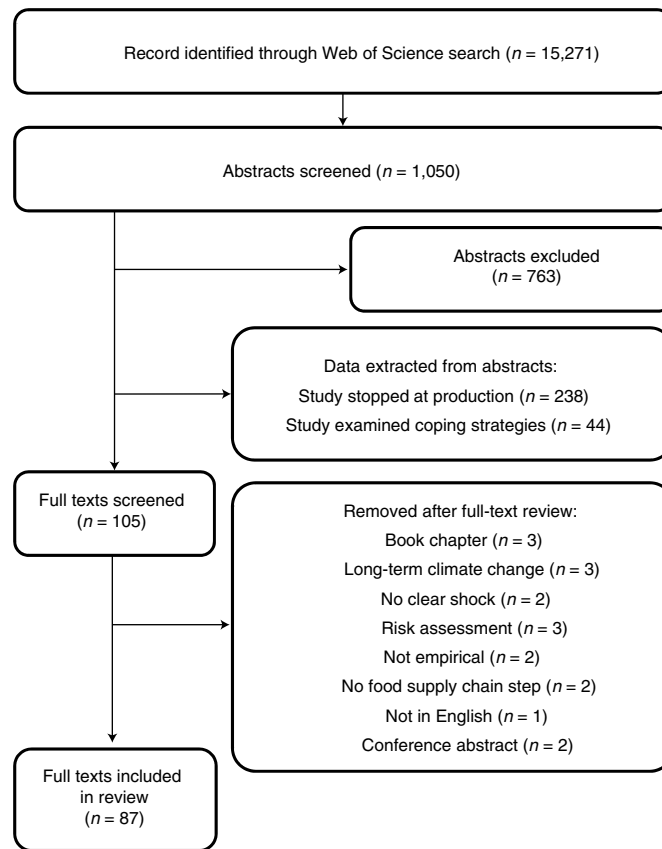 Record identified through Web of Science search (n = 15,271)
Abstracts screened (n = 1,050)
Abstracts excluded
(n = 763)
Data extracted from abstracts:
Study stopped at production (n = 238)
Study examined coping strategies (n = 44)
Full texts screened
(n = 105)
Removed after full-text review:
Book chapter (n = 3)
Long-term climate change (n = 3)
No clear shock (n = 2)
Risk assessment (n = 3)
Not empirical (n = 2)
No food supply chain step (n = 2)
Not in English (n = 1)
Conference abstract (n = 2)
Full texts included
in review
(n = 87)